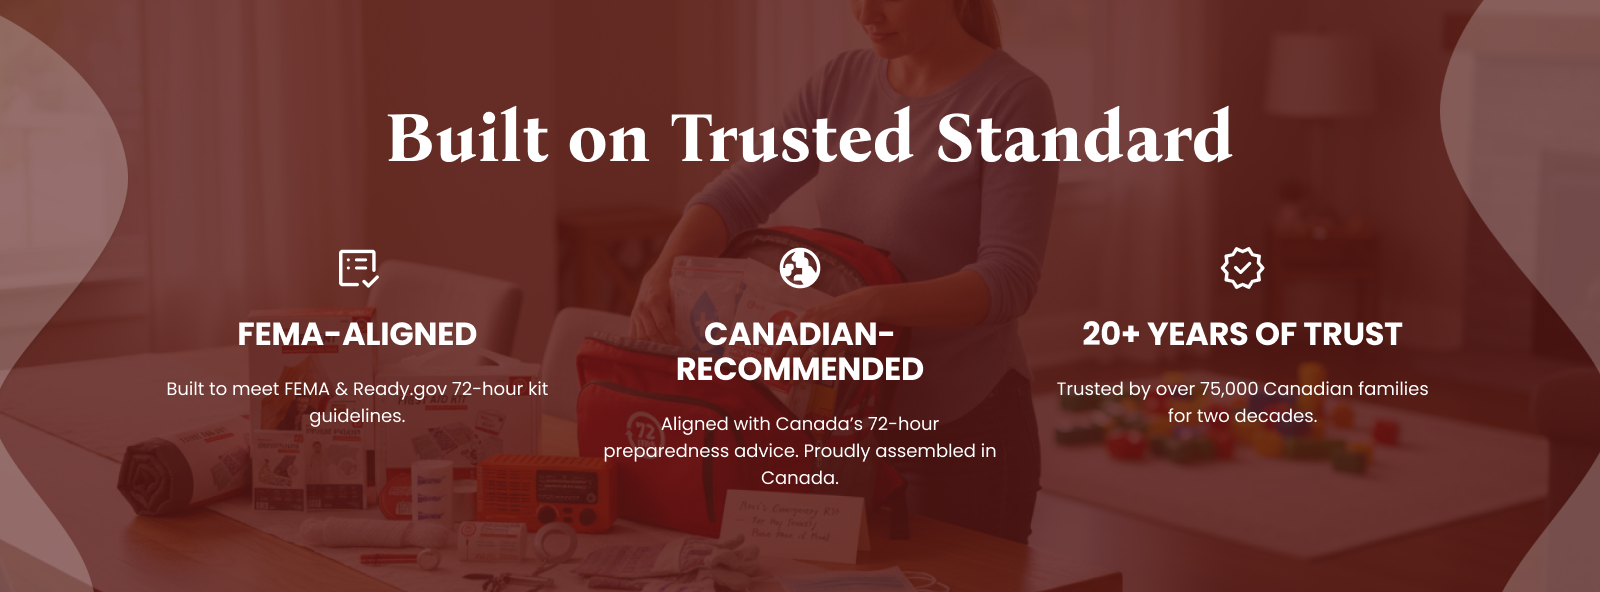 Built on Trusted Standard
FEMA-ALIGNED
Built to meet FEMA & Ready.gov 72-hour kit
guidelines.
CANADIAN-
RECOMMENDED
Aligned with Canada's 72-hour
preparedness advice. Proudly assembled in
Canada.
20+ YEARS OF TRUST
Trusted by over 75,000 Canadian families
for two decades.
72